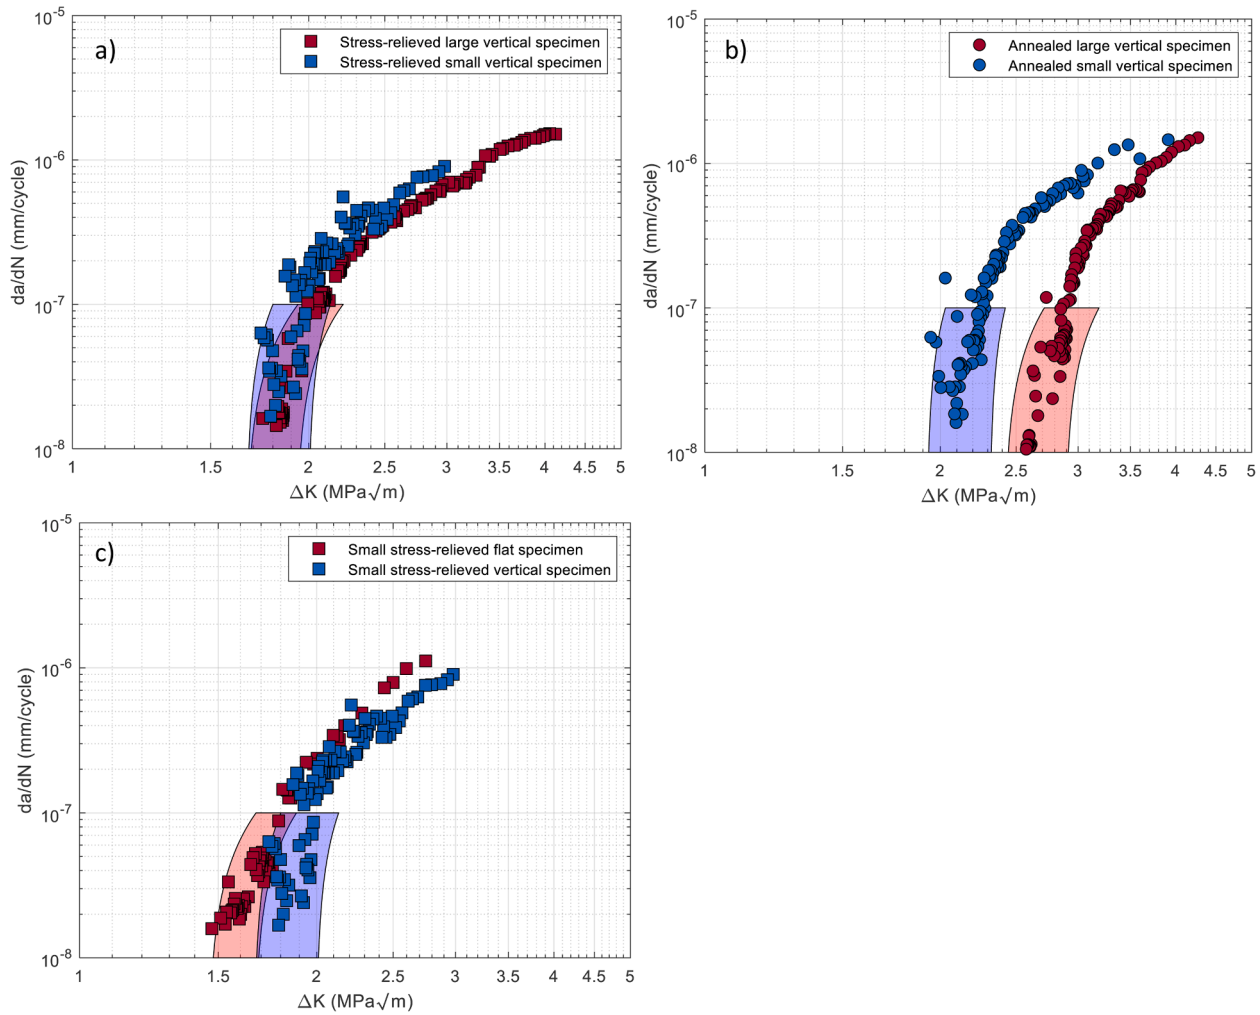 a)
Stress-relieved large vertical specimen
Stress-relieved small vertical specimen
da/dN (mm/cycle)
10-5
10-6
10-7
10-8
1 1.5 2 2.5 3 3.5 4 4.5 5
ΔK (MPa√m)
b)
Annealed large vertical specimen
Annealed small vertical specimen
da/dN (mm/cycle)
10-5
10-6
10-7
10-8
1 1.5 2 2.5 3 3.5 4 4.5 5
ΔK (MPa√m)
c)
Small stress-relieved flat specimen
Small stress-relieved vertical specimen
da/dN (mm/cycle)
10-5
10-6
10-7
10-8
1 1.5 2 2.5 3 3.5 4 4.5 5
ΔK (MPa√m)